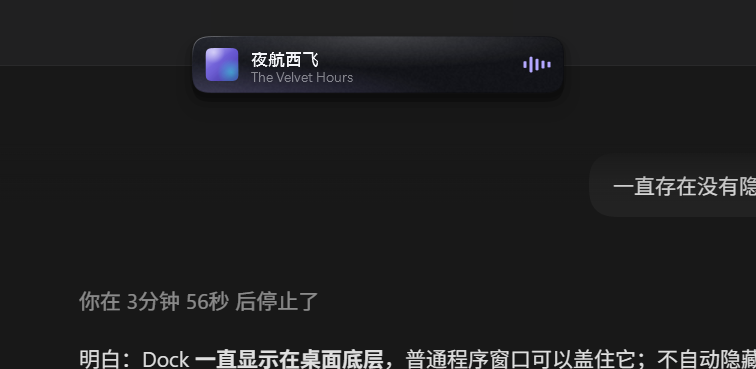 夜航西飞
The Velvet Hours
一直存在没有隐
你在 3分钟 56秒 后停止了
明白：Dock 一直显示在桌面底层，普通程序窗口可以盖住它；不自动隐藏